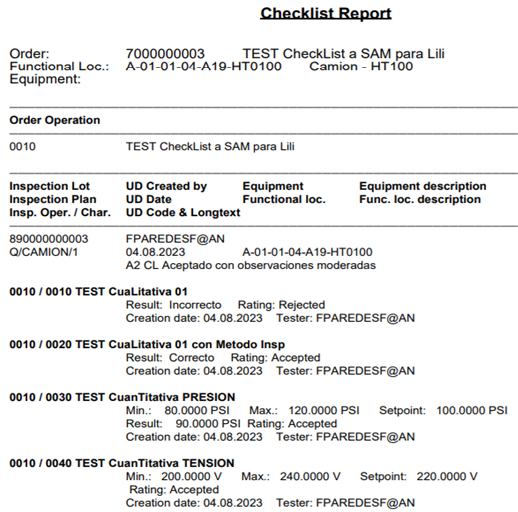 Checklist Report
Order: 7000000003 TEST CheckList a SAM para Lili
Functional Loc.: A-01-01-04-A19-HT0100 Camion - HT100
Equipment:
Order Operation
0010 TEST CheckList a SAM para Lili
Inspection Lot UD Created by Equipment Equipment description
Inspection Plan UD Date Functional loc. Func. loc. description
Insp. Oper. / Char. UD Code & Longtext
890000000003 FPAREDESF@AN
Q/CAMION/1 04.08.2023 A-01-01-04-A19-HT0100
A2 CL Aceptado con observaciones moderadas
0010 / 0010 TEST CuaLitativa 01
Result: Incorrecto Rating: Rejected
Creation date: 04.08.2023 Tester: FPAREDESF@AN
0010 / 0020 TEST CuaLitativa 01 con Metodo Insp
Result: Correcto Rating: Accepted
Creation date: 04.08.2023 Tester: FPAREDESF@AN
0010 / 0030 TEST CuanTitativa PRESION
Min.: 80.0000 PSI Max.: 120.0000 PSI Setpoint: 100.0000 PSI
Result: 90.0000 PSI Rating: Accepted
Creation date: 04.08.2023 Tester: FPAREDESF@AN
0010 / 0040 TEST CuanTitativa TENSION
Min.: 200.0000 V Max.: 240.0000 V Setpoint: 220.0000 V
Rating: Accepted
Creation date: 04.08.2023 Tester: FPAREDESF@AN